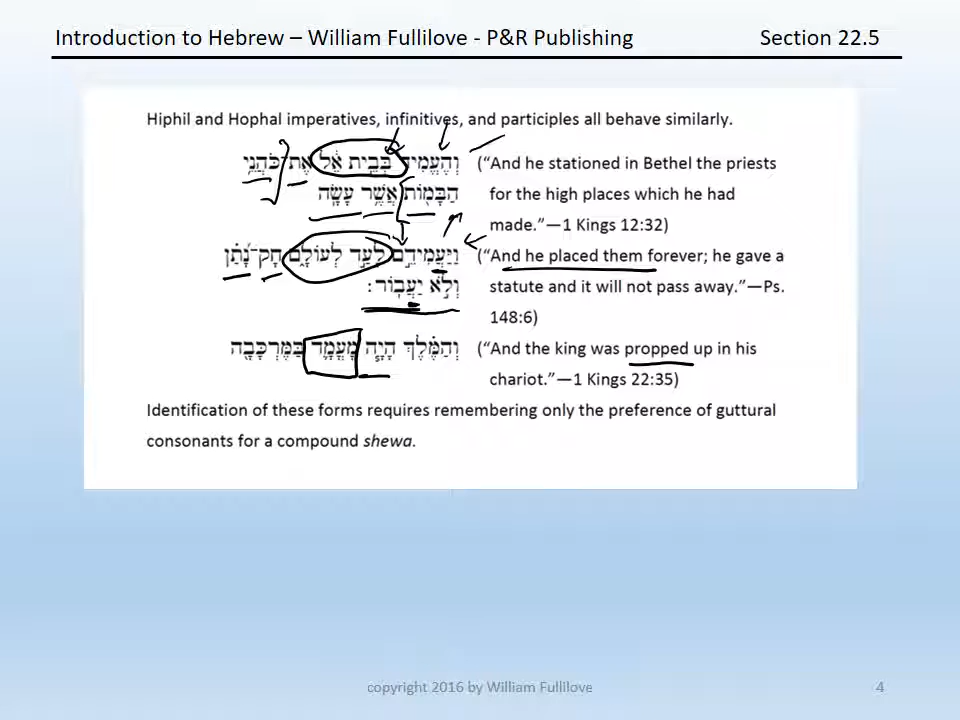 Introduction to Hebrew – William Fullilove - P&R Publishing Section 22.5
Hiphil and Hophal imperatives, infinitives, and participles all behave similarly.
וְהֶעֱמִיד בְּבֵית אֵל אֶת־כֹּהֲנֵי ("And he stationed in Bethel the priests
הַבָּמוֹת אֲשֶׁר עָשָׂה for the high places which he had
made."—1 Kings 12:32)
וַיַּעֲמִידֵם לָעַד לְעוֹלָם חָק־נָתַן ("And he placed them forever; he gave a
וְלֹא יַעֲבוֹר׃ statute and it will not pass away."—Ps.
148:6)
וְהַמֶּלֶךְ הָיָה מָעֳמָד בַּמֶּרְכָּבָה ("And the king was propped up in his
chariot."—1 Kings 22:35)
Identification of these forms requires remembering only the preference of guttural
consonants for a compound shewa.
copyright 2016 by William Fullilove 4